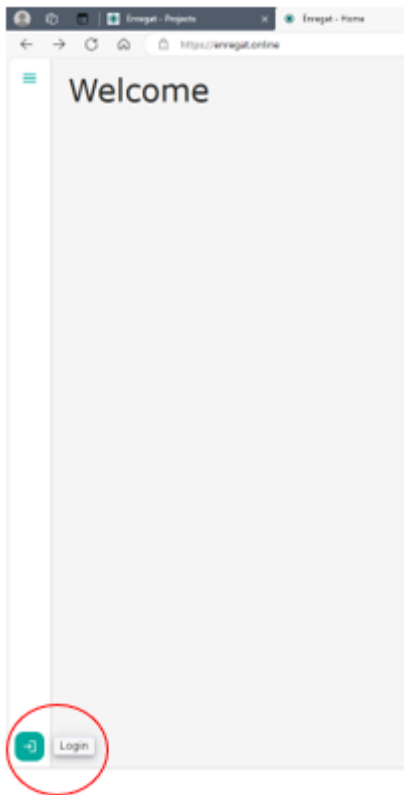 Enregat - Projects
Enregat - Home
https://enregat.online
Welcome
Login